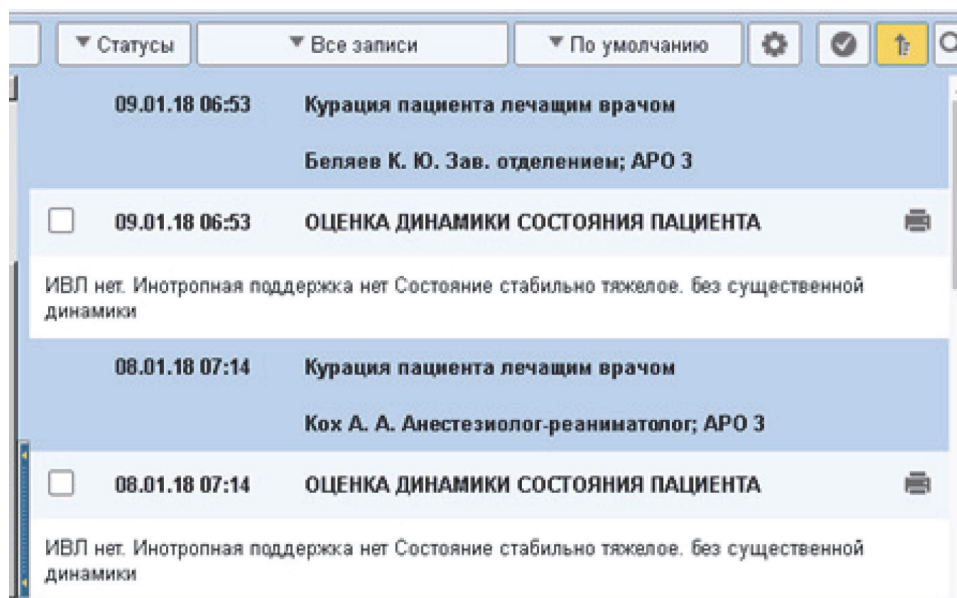 Статусы Все записи По умолчанию
09.01.18 06:53 Курация пациента лечащим врачом
Беляев К. Ю. Зав. отделением; АРО 3
09.01.18 06:53 ОЦЕНКА ДИНАМИКИ СОСТОЯНИЯ ПАЦИЕНТА
ИВЛ нет. Инотропная поддержка нет Состояние стабильно тяжелое. без существенной
динамики
08.01.18 07:14 Курация пациента лечащим врачом
Кох А. А. Анестезиолог-реаниматолог; АРО 3
08.01.18 07:14 ОЦЕНКА ДИНАМИКИ СОСТОЯНИЯ ПАЦИЕНТА
ИВЛ нет. Инотропная поддержка нет Состояние стабильно тяжелое. без существенной
динамики